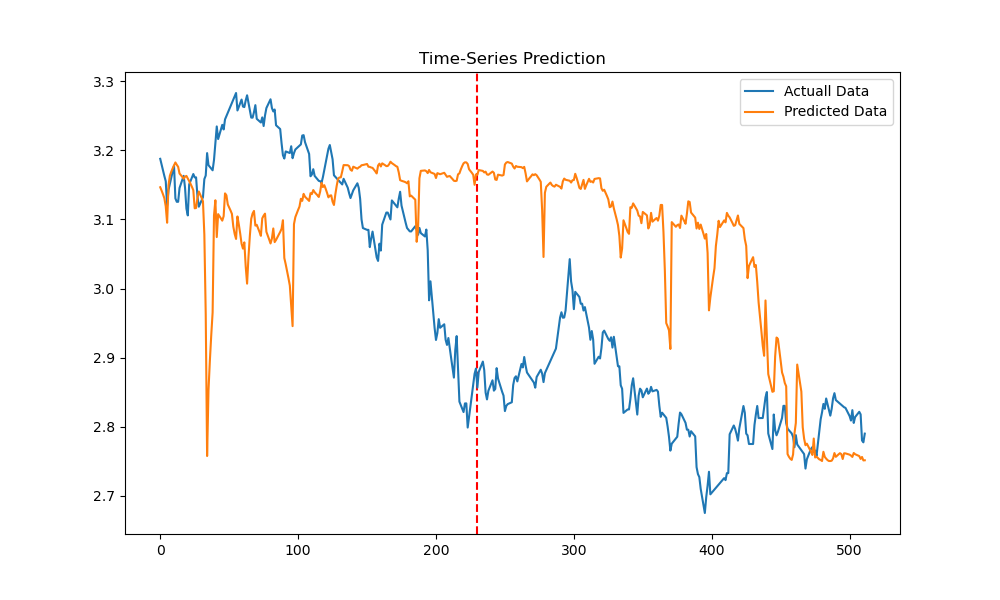 Time-Series Prediction
Actuall Data
Predicted Data
3.3
3.2
3.1
3.0
2.9
2.8
2.7
0 100 200 300 400 500